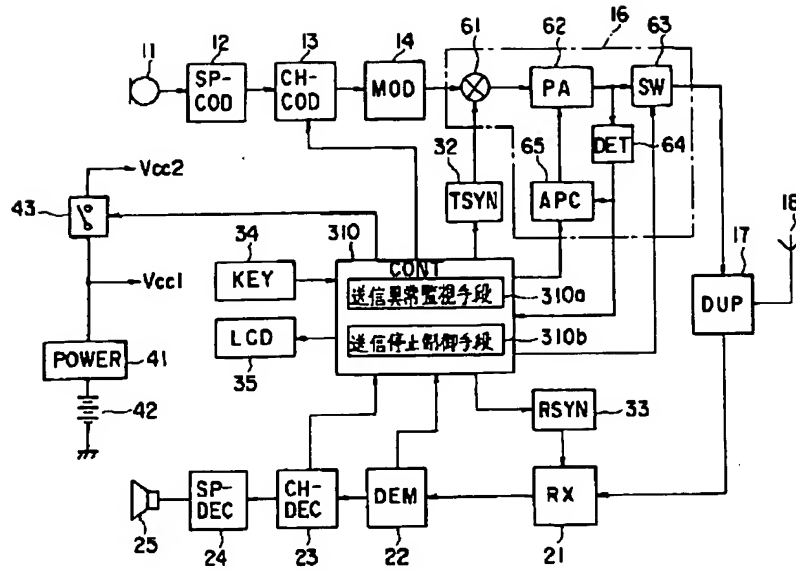 11
12
13
14
61
62
16
63
SP-
COD
CH-
COD
MOD
PA
SW
DET
64
65
32
TSYN
APC
Vcc2
43
Vcc1
34
KEY
310
CONT
送信異常監視手段
310a
送信停止制御手段
310b
LCD
35
18
17
DUP
POWER
41
42
RSYN
33
25
SP-
DEC
24
CH-
DEC
23
DEM
22
RX
21